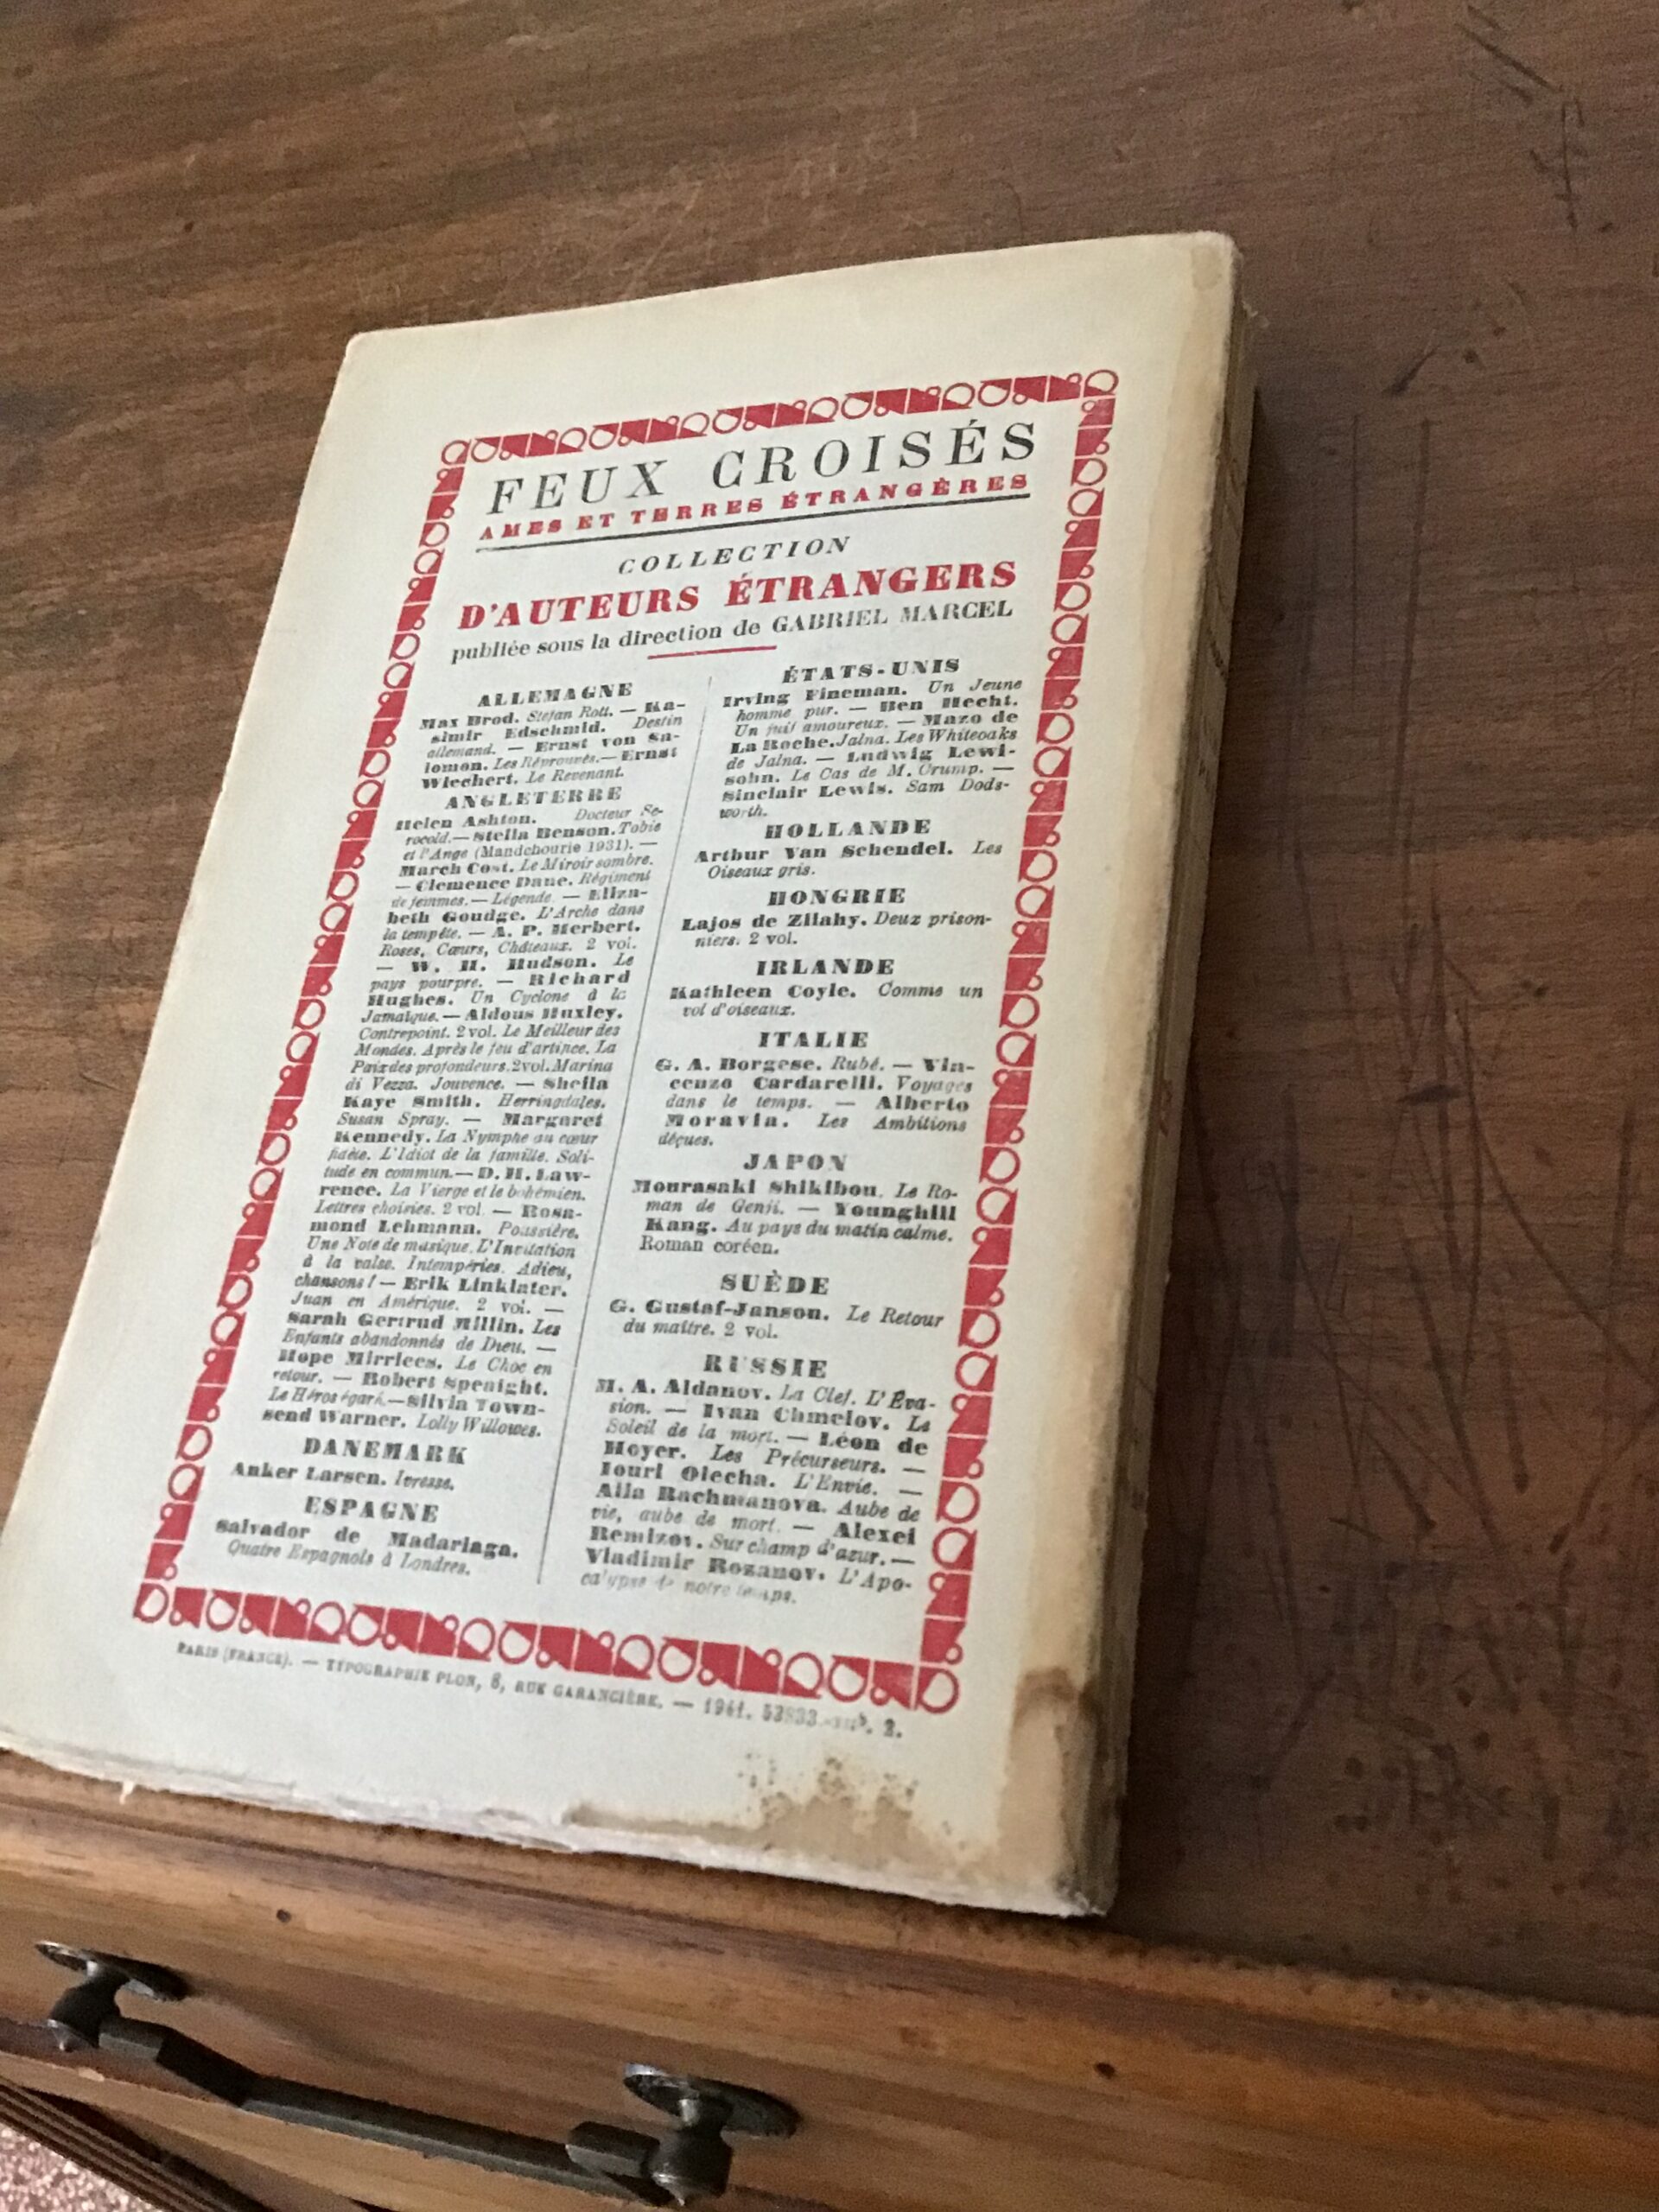 FEUX CROISÉS
AMES ET TERRES ÉTRANGÈRES
COLLECTION
D'AUTEURS ÉTRANGERS
publiée sous la direction de GABRIEL MARCEL
ALLEMAGNE
Max Brod. Stefan Rott. — Ka-
simir Edschmid. Destin
allemand. — Ernst von Sa-
lomon. Les Réprouvés. — Ernst
Wiechert. Le Revenant.
ANGLETERRE
Helen Ashton. Docteur Se-
rocold. — Stella Benson. Tobie
et l'Ange (Mandchourie 1931). —
March Cost. Le Miroir sombre.
— Clemence Dane. Régiment
de femmes. — Légende. — Eliza-
beth Goudge. L'Arche dans
la tempête. — A. P. Herbert.
Roses, Cœurs, Châteaux. 2 vol.
— W. H. Hudson. Le
pays pourpre. — Richard
Hughes. Un Cyclone à la
Jamaïque. — Aldous Huxley.
Contrepoint. 2 vol. Le Meilleur des
Mondes. Après le feu d'artifice. La
Paix des profondeurs. 2 vol. Marina
di Vezza. Jouvence. — Sheila
Kaye Smith. Herringdales.
Susan Spray. — Margaret
Kennedy. La Nymphe au cœur
fidèle. L'Idiot de la famille. Soli-
tude en commun. — D. H. Law-
rence. La Vierge et le bohémien.
Lettres choisies. 2 vol. — Rosa-
mond Lehmann. Poussière.
Une Note de musique. L'Invitation
à la valse. Intempéries. Adieu,
chansons ! — Erik Linklater.
Juan en Amérique. 2 vol. —
Sarah Gertrud Millin. Les
Enfants abandonnés de Dieu. —
Hope Mirrlees. Le Choc en
retour. — Robert Speaight.
Le Héros égaré. — Silvia Town-
send Warner. Lolly Willowes.
DANEMARK
Anker Larsen. Ivresse.
ESPAGNE
Salvador de Madariaga.
Quatre Espagnols à Londres.
ÉTATS-UNIS
Irving Fineman. Un Jeune
homme pur. — Ben Hecht.
Un juif amoureux. — Mazo de
La Roche. Jalna. Les Whiteoaks
de Jalna. — Ludwig Lewi-
sohn. Le Cas de M. Crump. —
Sinclair Lewis. Sam Dods-
worth.
HOLLANDE
Arthur Van Schendel. Les
Oiseaux gris.
HONGRIE
Lajos de Zilahy. Deux prison-
niers. 2 vol.
IRLANDE
Kathleen Coyle. Comme un
vol d'oiseaux.
ITALIE
G. A. Borgese. Rubé. — Vin-
cenzo Cardarelli. Voyages
dans le temps. — Alberto
Moravia. Les Ambitions
déçues.
JAPON
Mourasaki Shikibou. Le Ro-
man de Genji. — Younghill
Kang. Au pays du matin calme.
Roman coréen.
SUÈDE
G. Gustaf-Janson. Le Retour
du maître. 2 vol.
RUSSIE
M. A. Aldanov. La Clef. L'Éva-
sion. — Ivan Chmelov. Le
Soleil de la mort. — Léon de
Meyer. Les Précurseurs. —
Iouri Olecha. L'Envie. —
Alia Rachmanova. Aube de
vie, aube de mort. — Alexei
Remizov. Sur champ d'azur. —
Vladimir Rozanov. L'Apo-
calypse de notre temps.
PARIS (FRANCE). — TYPOGRAPHIE PLON, 8, RUE GARANCIÈRE. — 1941.